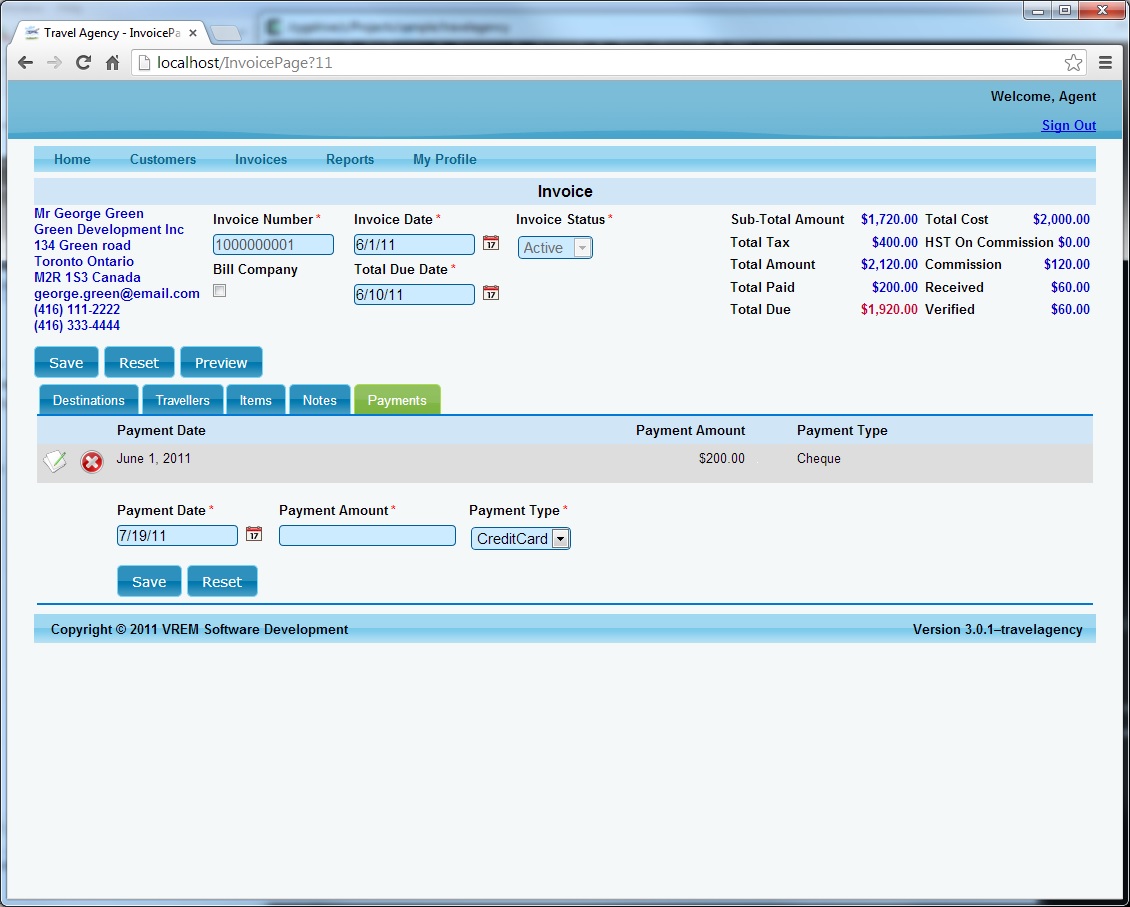 Travel Agency - InvoicePa
localhost/InvoicePage?11
Welcome, Agent
Sign Out
Home Customers Invoices Reports My Profile
Invoice
Mr George Green
Green Development Inc
134 Green road
Toronto Ontario
M2R 1S3 Canada
george.green@email.com
(416) 111-2222
(416) 333-4444
Invoice Number * Invoice Date * Invoice Status *
1000000001 6/1/11 17 Active
Bill Company Total Due Date *
6/10/11 17
Sub-Total Amount $1,720.00 Total Cost $2,000.00
Total Tax $400.00 HST On Commission $0.00
Total Amount $2,120.00 Commission $120.00
Total Paid $200.00 Received $60.00
Total Due $1,920.00 Verified $60.00
Save Reset Preview
Destinations Travellers Items Notes Payments
Payment Date Payment Amount Payment Type
June 1, 2011 $200.00 Cheque
Payment Date * Payment Amount * Payment Type *
7/19/11 17 CreditCard
Save Reset
Copyright © 2011 VREM Software Development Version 3.0.1–travelagency